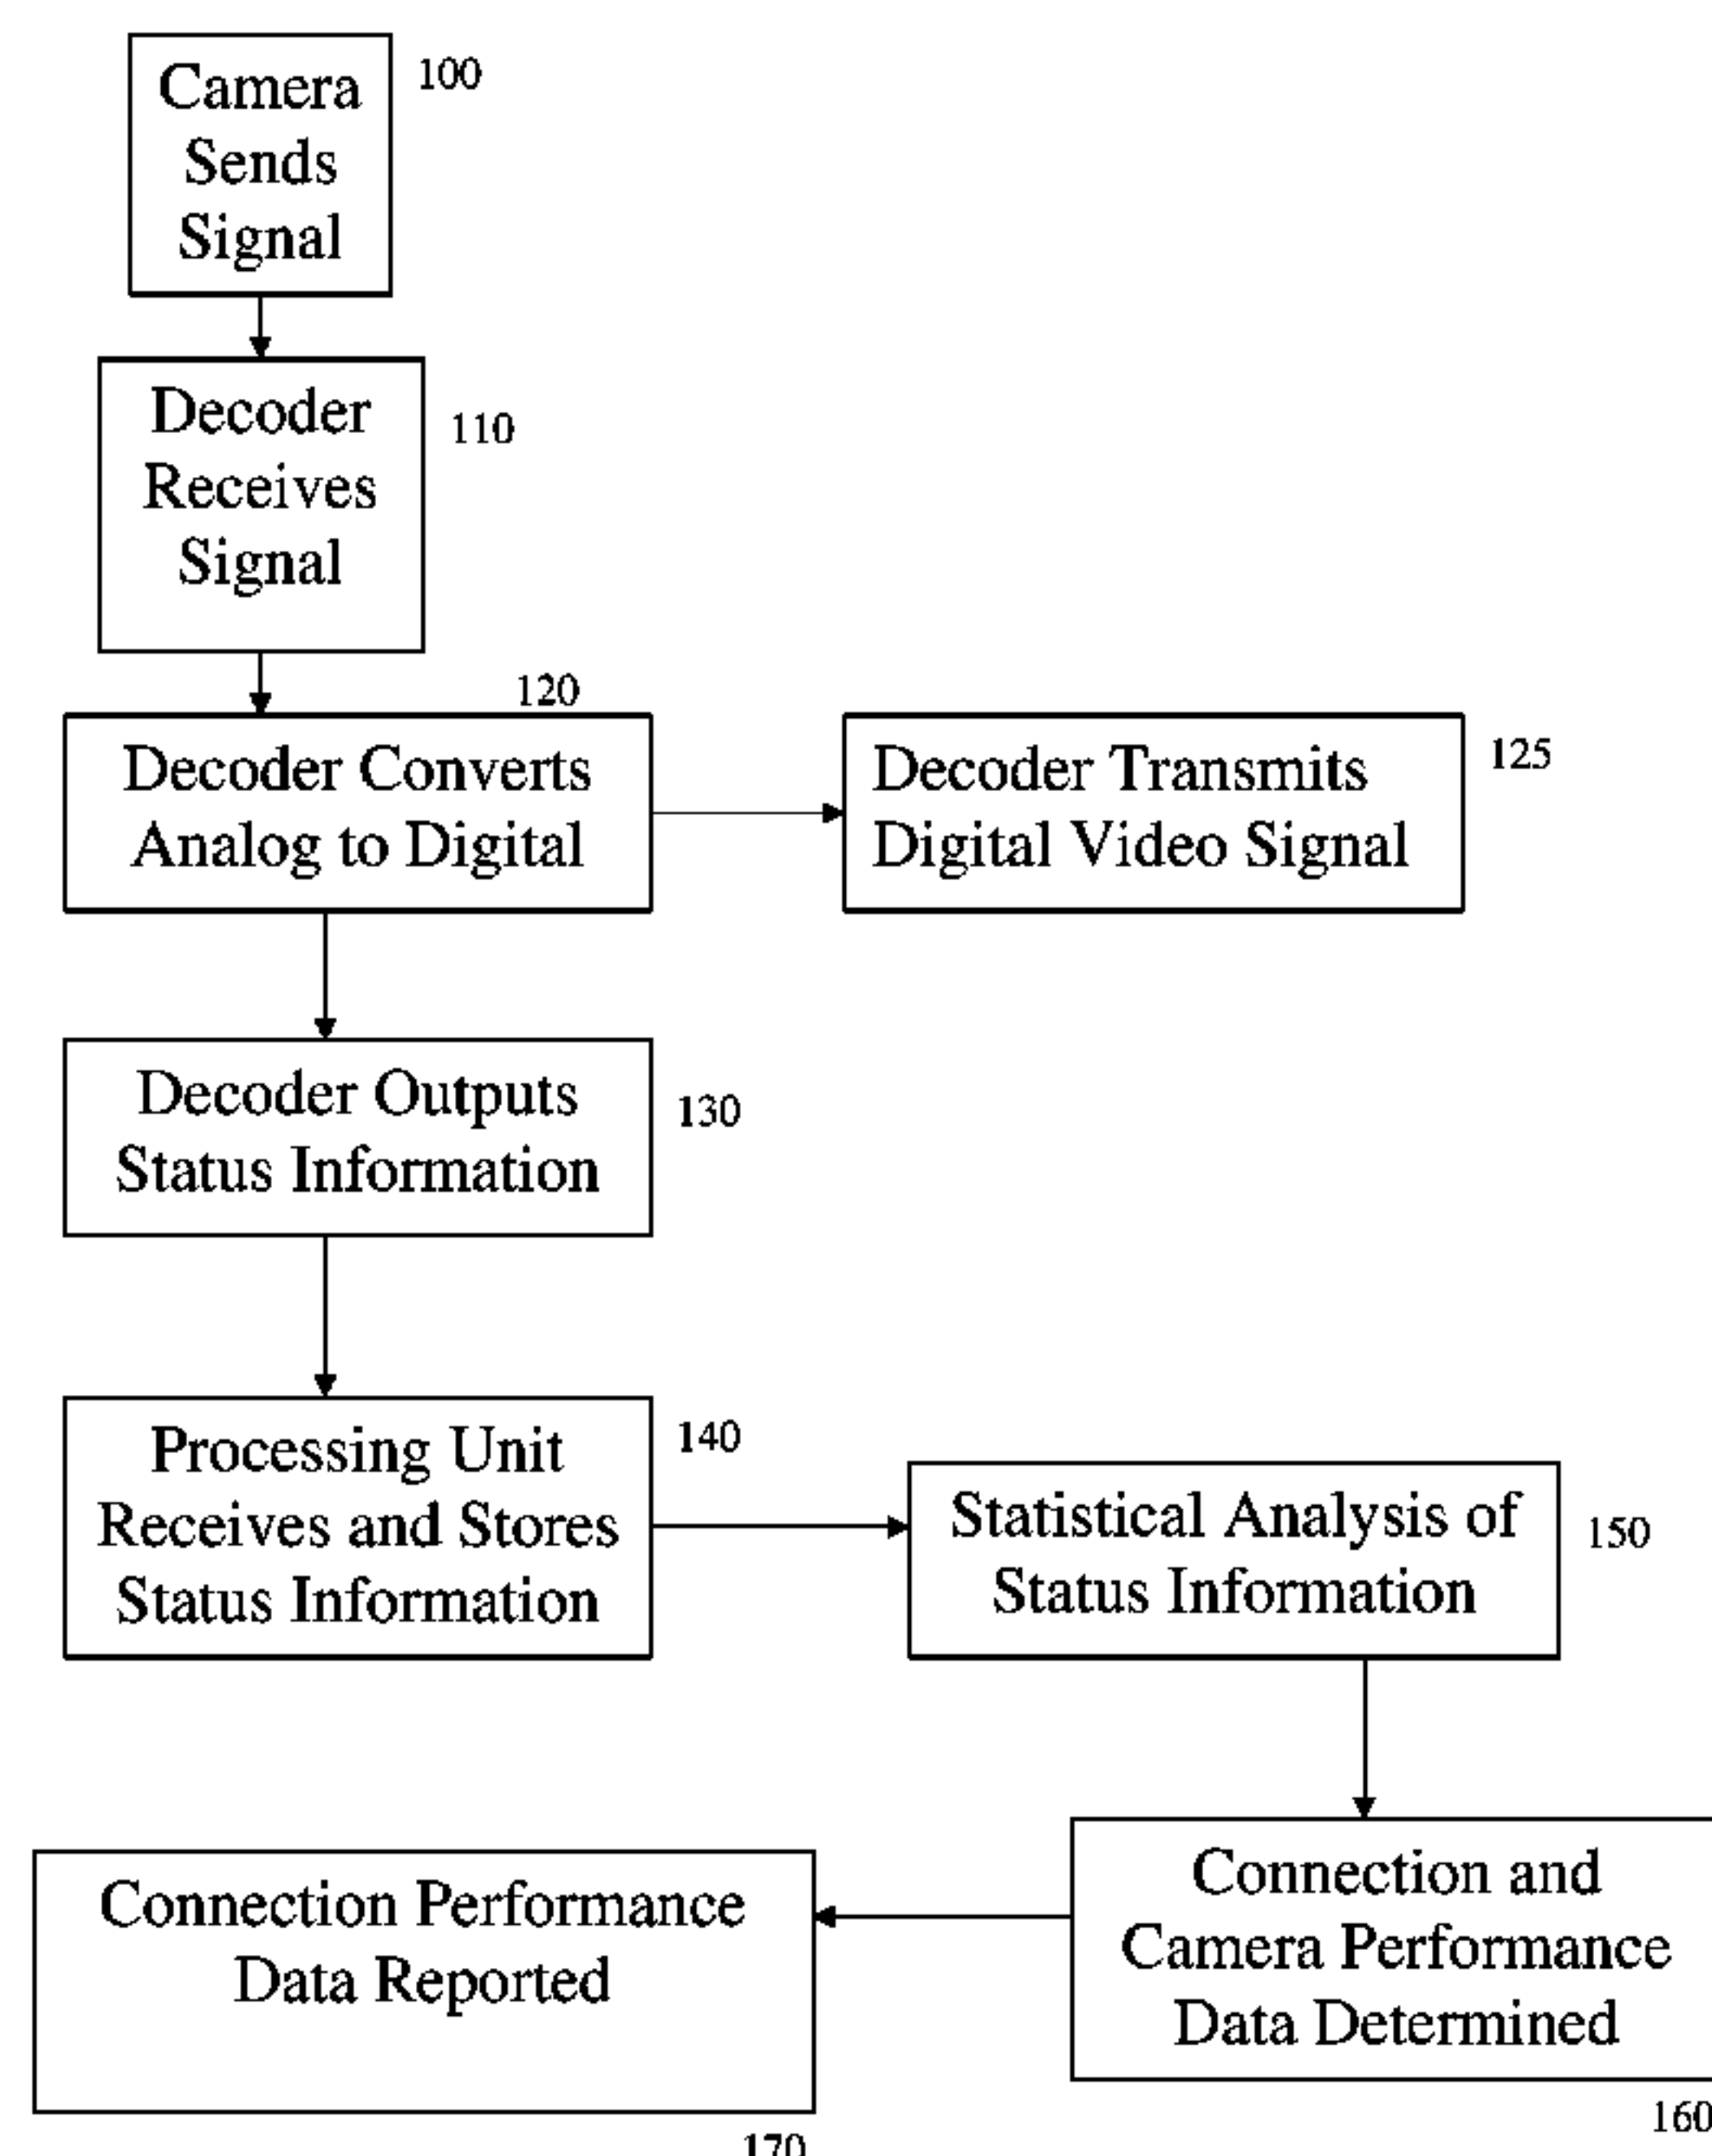 Camera
Sends
Signal
100
Decoder
Receives
Signal
110
120
Decoder Converts
Analog to Digital
Decoder Transmits
Digital Video Signal
125
Decoder Outputs
Status Information
130
Processing Unit
Receives and Stores
Status Information
140
Statistical Analysis of
Status Information
150
Connection and
Camera Performance
Data Determined
160
Connection Performance
Data Reported
170